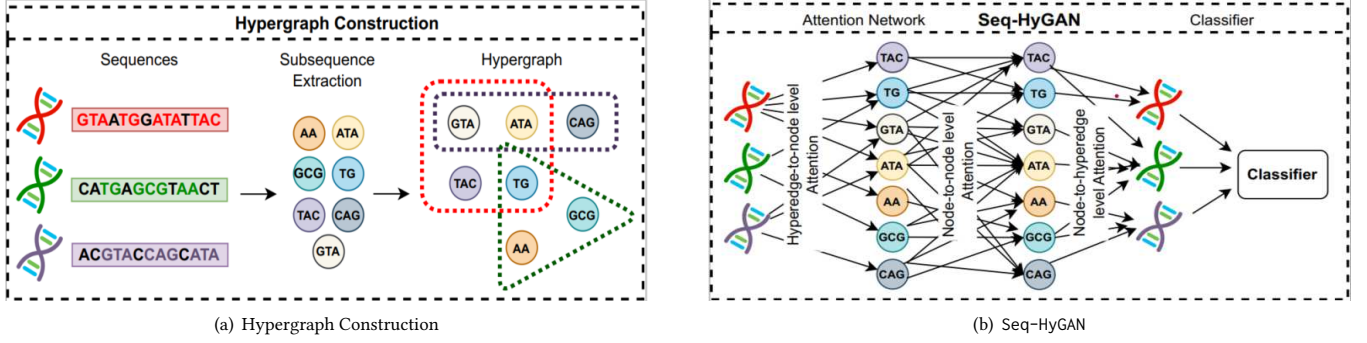 Hypergraph Construction
Sequences
Subsequence
Extraction
Hypergraph
GTAATGGATATTAC
CATGAGCGTAACT
ACGTACCAGCATA
AA
ATA
GCG
TG
TAC
CAG
GTA
GTA
ATA
CAG
TAC
TG
GCG
AA
(a) Hypergraph Construction
Attention Network
Seq-HyGAN
Classifier
Hyperedge-to-node level
Attention
TAC
TG
GTA
ATA
AA
GCG
CAG
Node-to-node level
Attention
TAC
TG
GTA
ATA
AA
GCG
CAG
Node-to-hyperedge
level Attention
Classifier
(b) Seq-HyGAN